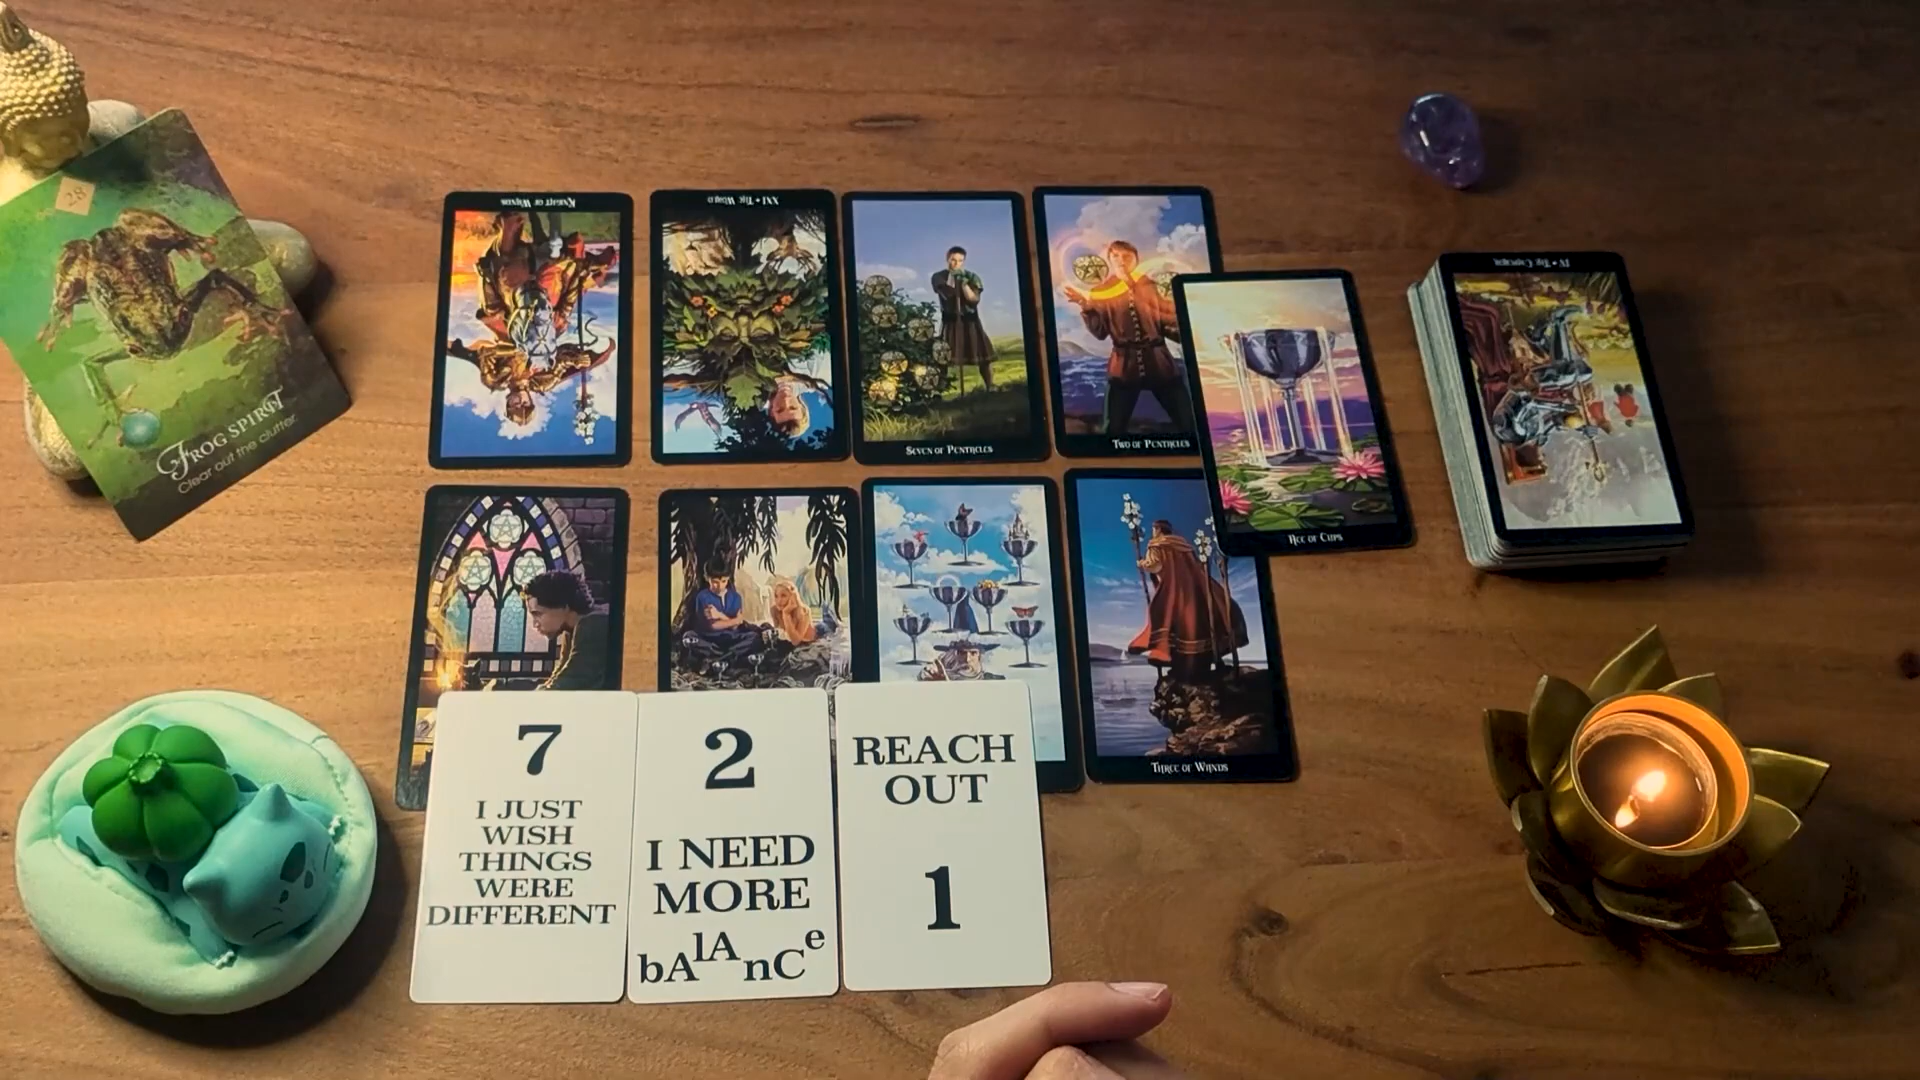 28
FROG SPIRIT
Clear out the clutter.
KNIGHT OF WANDS
XXI • THE WORLD
SEVEN OF PENTACLES
TWO OF PENTACLES
ACE OF CUPS
THREE OF WANDS
7
I JUST
WISH
THINGS
WERE
DIFFERENT
2
I NEED
MORE
bAlAnCe
REACH
OUT
1